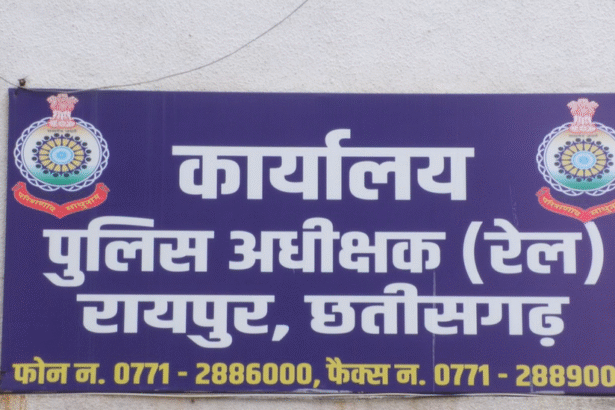 कार्यालय
पुलिस अधीक्षक (रेल)
रायपुर, छतीसगढ़
फोन न. 0771 - 2886000, फैक्स न. 0771 - 288900